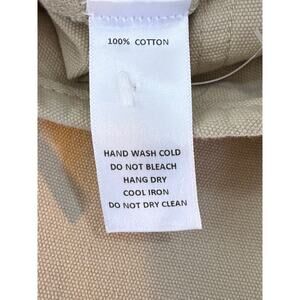 100% COTTON
HAND WASH COLD
DO NOT BLEACH
HANG DRY
COOL IRON
DO NOT DRY CLEAN